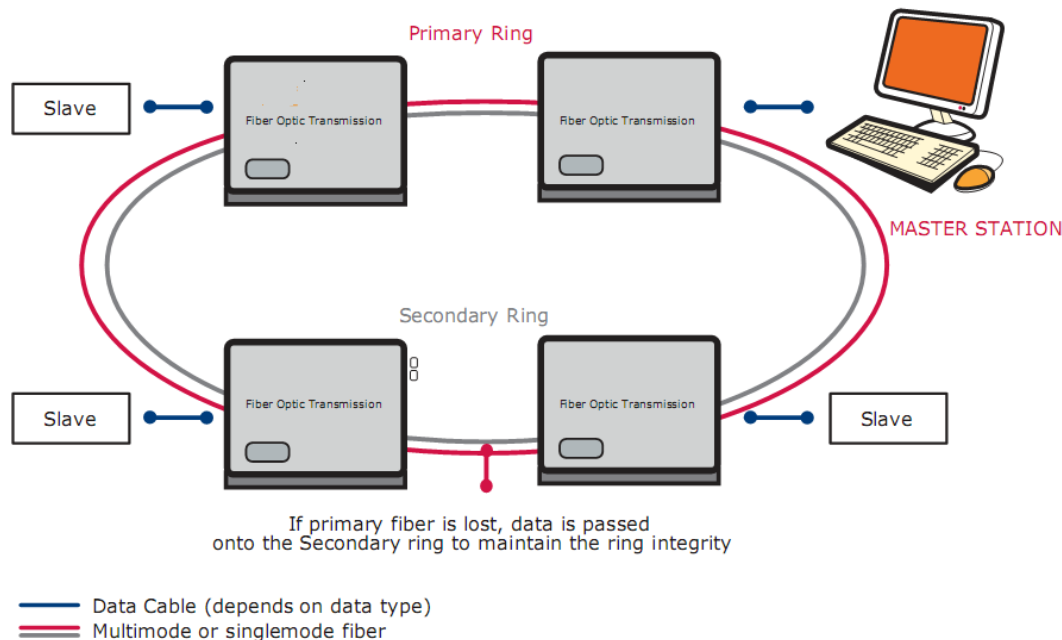 Primary Ring
Slave
Fiber Optic Transmission
Fiber Optic Transmission
MASTER STATION
Secondary Ring
Slave
Fiber Optic Transmission
Fiber Optic Transmission
Slave
If primary fiber is lost, data is passed
onto the Secondary ring to maintain the ring integrity
Data Cable (depends on data type)
Multimode or singlemode fiber